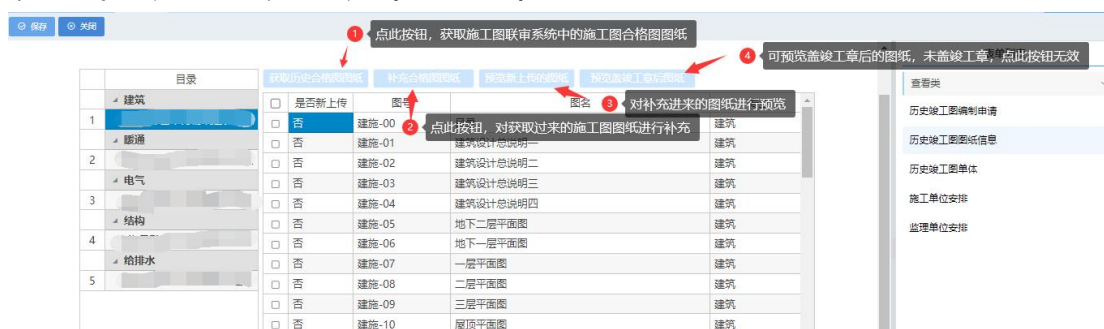 保存 关闭
1 点此按钮，获取施工图联审系统中的施工图合格图图纸
4 可预览盖竣工章后的图纸，未盖竣工章，点此按钮无效
目录
获取历史合格图图纸 补充合格图图纸 预览新上传的图纸 预览盖竣工章后图纸
查看类
建筑
是否新上传 图号 图名
3 对补充进来的图纸进行预览
历史竣工图编制申请
1
否 建施-00 建筑
2 点此按钮，对获取过来的施工图图纸进行补充
暖通
否 建施-01 建筑设计总说明一 建筑
历史竣工图图纸信息
2
否 建施-02 建筑设计总说明二 建筑
电气
否 建施-03 建筑设计总说明三 建筑
历史竣工图单体
3
否 建施-04 建筑设计总说明四 建筑
施工单位安排
结构
否 建施-05 地下二层平面图 建筑
4
否 建施-06 地下一层平面图 建筑
监理单位安排
给排水
否 建施-07 一层平面图 建筑
5
否 建施-08 二层平面图 建筑
否 建施-09 三层平面图 建筑
否 建施-10 屋顶平面图 建筑